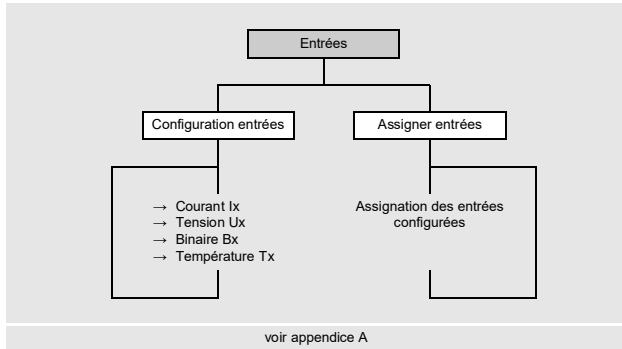 Entrées
Configuration entrées
Assigner entrées
→ Courant Ix
→ Tension Ux
→ Binaire Bx
→ Température Tx
Assignation des entrées
configurées
voir appendice A